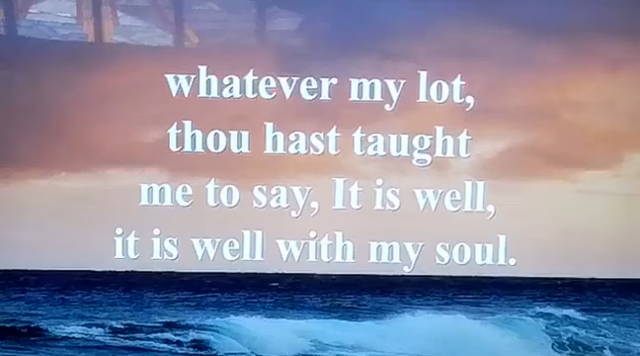 whatever my lot,
thou hast taught
me to say, It is well,
it is well with my soul.